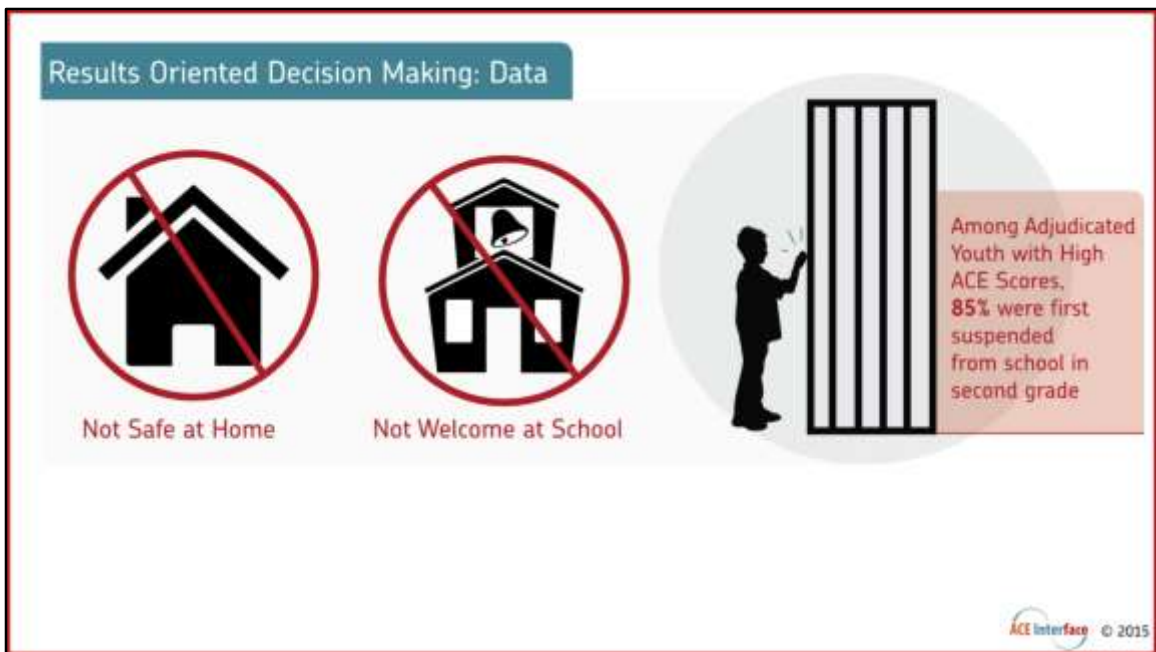 Results Oriented Decision Making: Data
Not Safe at Home
Not Welcome at School
Among Adjudicated
Youth with High
ACE Scores,
85% were first
suspended
from school in
second grade
ACE Interface © 2015